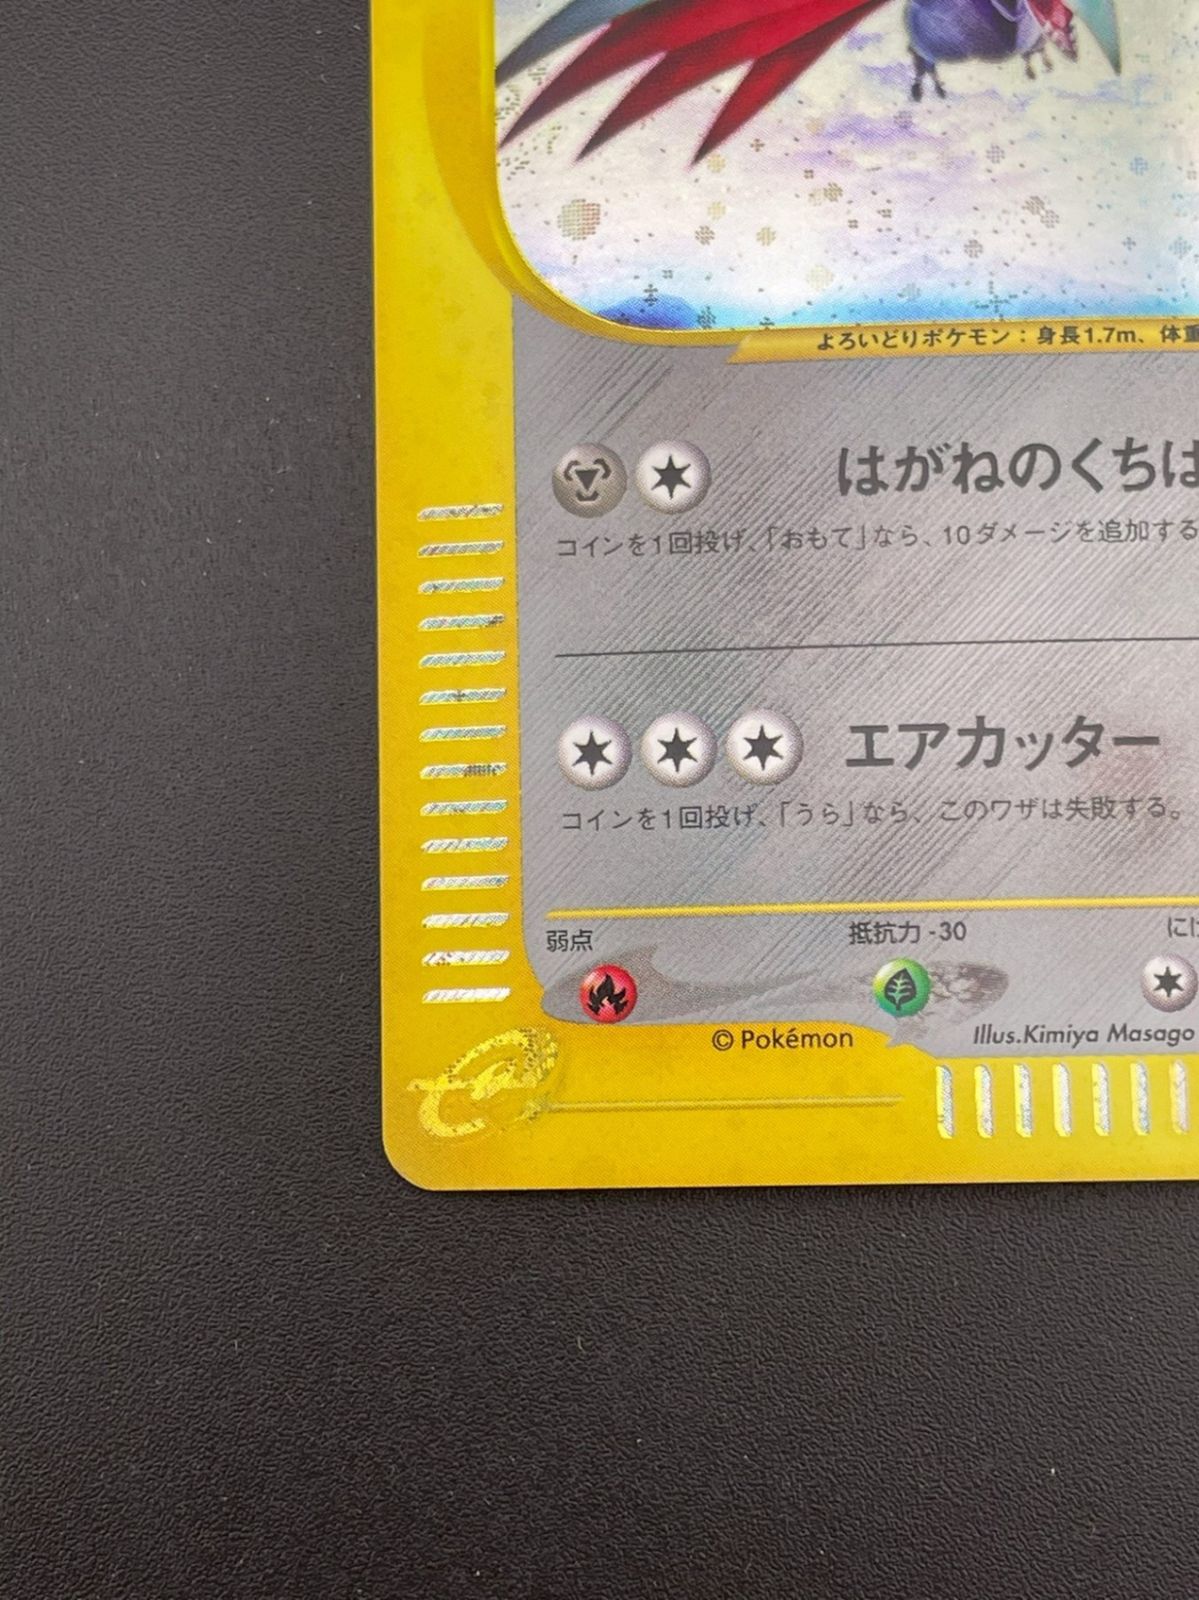 よろいどりポケモン：身長1.7m、体重
はがねのくちば
コインを1回投げ、「おもて」なら、10ダメージを追加する
エアカッター
コインを1回投げ、「うら」なら、このワザは失敗する。
弱点 抵抗力 -30 にげ
© Pokémon Illus.Kimiya Masago
e